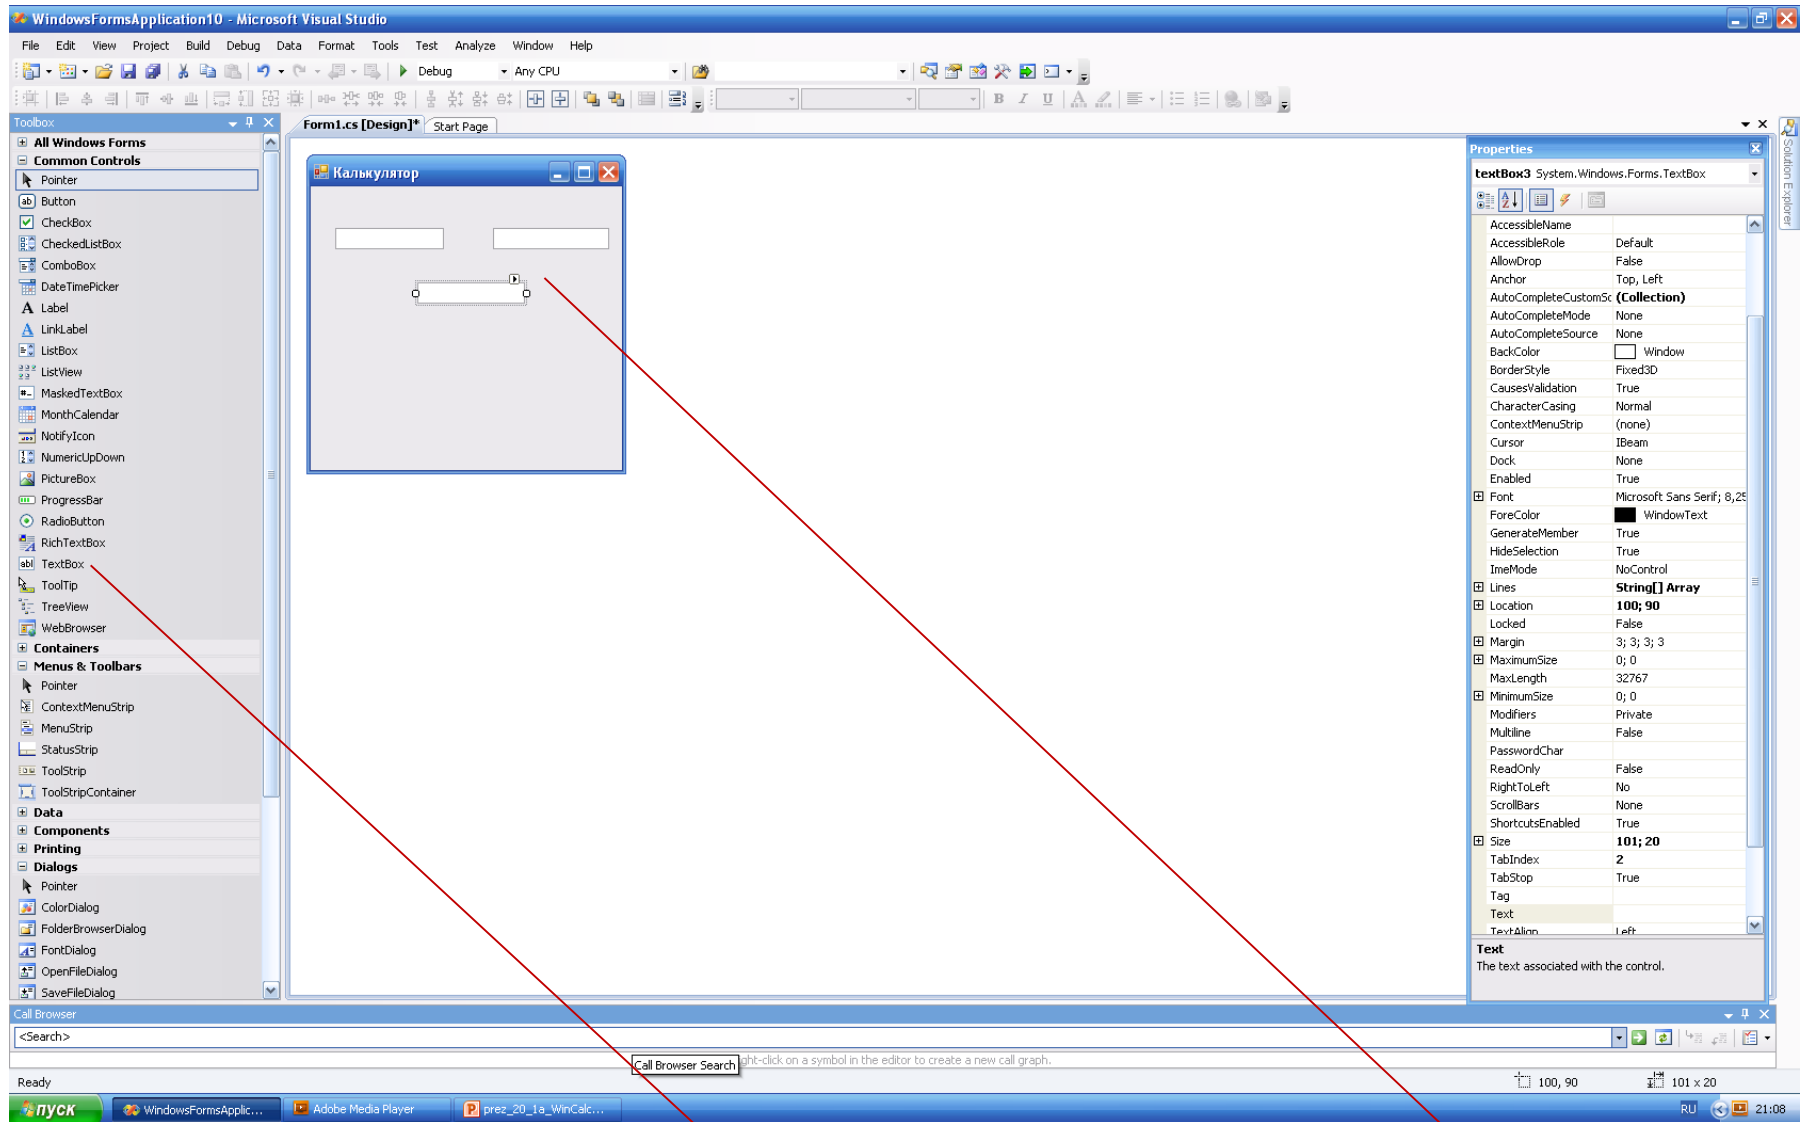 WindowsFormsApplication10 - Microsoft Visual Studio
File Edit View Project Build Debug Data Format Tools Test Analyze Window Help
Debug Any CPU
Toolbox
Form1.cs [Design]* Start Page
All Windows Forms
Common Controls
Pointer
Button
CheckBox
CheckedListBox
ComboBox
DateTimePicker
Label
LinkLabel
ListBox
ListView
MaskedTextBox
MonthCalendar
NotifyIcon
NumericUpDown
PictureBox
ProgressBar
RadioButton
RichTextBox
TextBox
ToolTip
TreeView
WebBrowser
Containers
Menus & Toolbars
Pointer
ContextMenuStrip
MenuStrip
StatusStrip
ToolStrip
ToolStripContainer
Data
Components
Printing
Dialogs
Pointer
ColorDialog
FolderBrowserDialog
FontDialog
OpenFileDialog
SaveFileDialog
Калькулятор
Properties
textBox3 System.Windows.Forms.TextBox
AccessibleName
AccessibleRole Default
AllowDrop False
Anchor Top, Left
AutoCompleteCustomSc (Collection)
AutoCompleteMode None
AutoCompleteSource None
BackColor Window
BorderStyle Fixed3D
CausesValidation True
CharacterCasing Normal
ContextMenuStrip (none)
Cursor IBeam
Dock None
Enabled True
Font Microsoft Sans Serif; 8,25
ForeColor WindowText
GenerateMember True
HideSelection True
ImeMode NoControl
Lines String[] Array
Location 100; 90
Locked False
Margin 3; 3; 3; 3
MaximumSize 0; 0
MaxLength 32767
MinimumSize 0; 0
Modifiers Private
Multiline False
PasswordChar
ReadOnly False
RightToLeft No
ScrollBars None
ShortcutsEnabled True
Size 101; 20
TabIndex 2
TabStop True
Tag
Text
TextAlign Left
Text
The text associated with the control.
Solution Explorer
Call Browser
<Search>
Call Browser Search
ght-click on a symbol in the editor to create a new call graph.
Ready 100, 90 101 x 20
пуск WindowsFormsApplic... Adobe Media Player prez_20_1a_WinCalc... RU 21:08